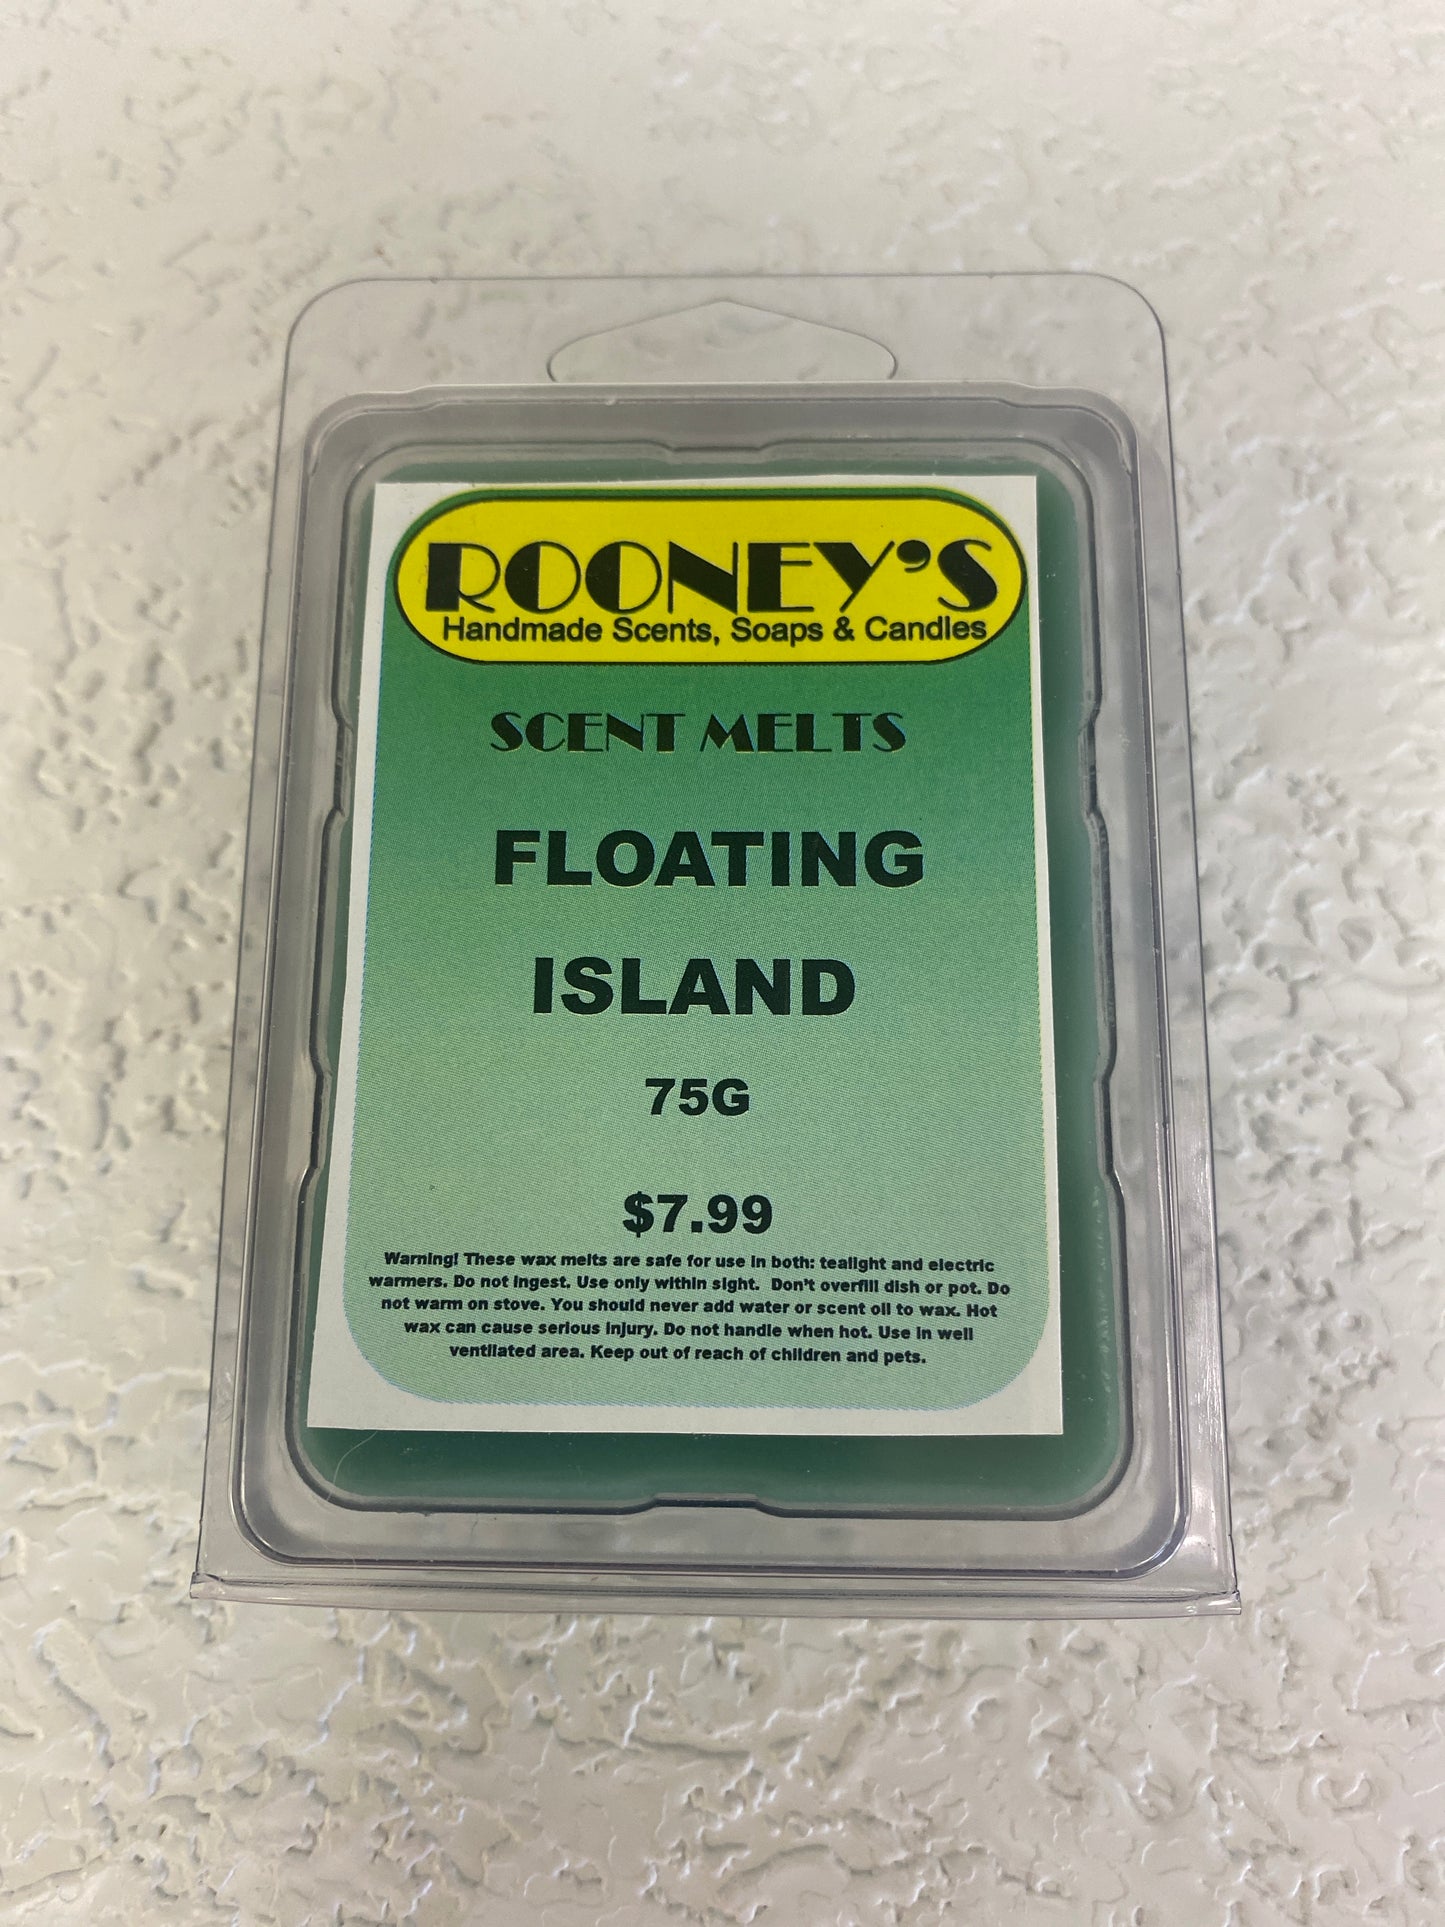 ROONEY'S
Handmade Scents, Soaps & Candles
SCENT MELTS
FLOATING
ISLAND
75G
$7.99
Warning! These wax melts are safe for use in both: tealight and electric
warmers. Do not ingest. Use only within sight. Don't overfill dish or pot. Do
not warm on stove. You should never add water or scent oil to wax. Hot
wax can cause serious injury. Do not handle when hot. Use in well
ventilated area. Keep out of reach of children and pets.